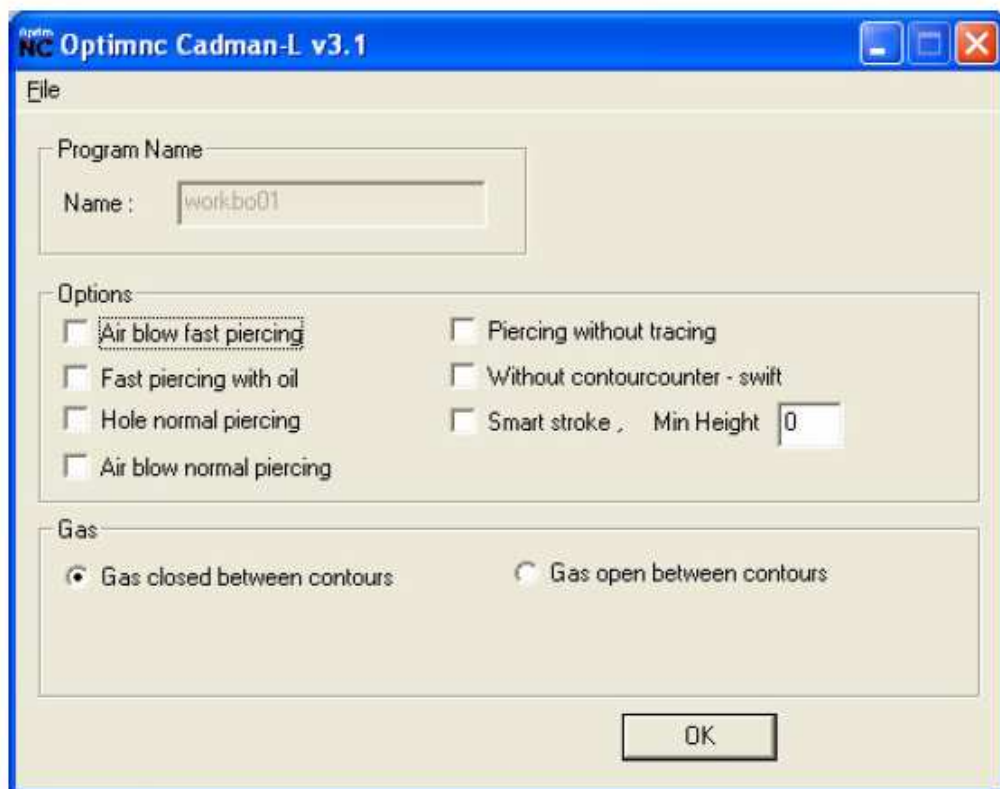 Optim
NC Optimnc Cadman-L v3.1
File
Program Name
Name : workbo01
Options
Air blow fast piercing
Piercing without tracing
Fast piercing with oil
Without contourcounter - swift
Hole normal piercing
Smart stroke , Min Height 0
Air blow normal piercing
Gas
Gas closed between contours
Gas open between contours
OK